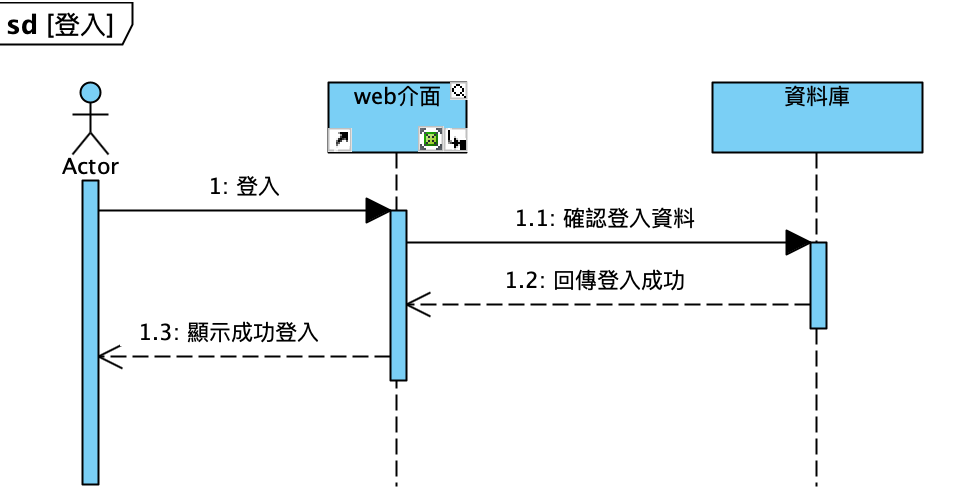 sd [登入]
web介面
資料庫
Actor
1: 登入
1.1: 確認登入資料
1.2: 回傳登入成功
1.3: 顯示成功登入